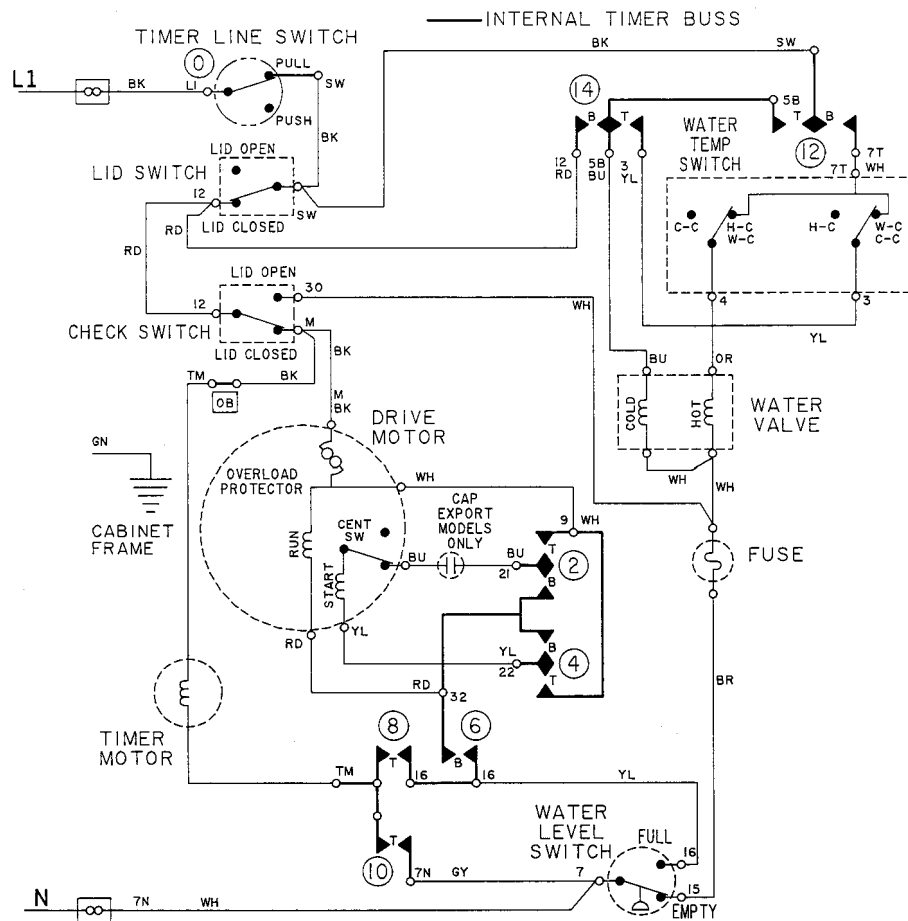 INTERNAL TIMER BUSS
TIMER LINE SWITCH
BK
SW
0
PULL
L1
BK
L1
SW
14
5B
PUSH
BK
B
T
T
B
WATER
TEMP
SWITCH
12
LID OPEN
LID SWITCH
12
RD
5B
BU
3
YL
7T
7T
WH
12
SW
LID CLOSED
RD
C-C
H-C
W-C
H-C
W-C
C-C
RD
LID OPEN
12
30
4
3
WH
CHECK SWITCH
M
YL
LID CLOSED
BK
TM
BK
BU
OR
OB
M
BK
COLD
HOT
WATER
VALVE
DRIVE
MOTOR
GN
WH
WH
OVERLOAD
PROTECTOR
WH
CAP
EXPORT
MODELS
ONLY
9
WH
CABINET
FRAME
RUN
CENT
SW
T
FUSE
BU
BU
21
2
START
B
RD
YL
B
YL
22
4
T
BR
RD
32
8
6
TIMER
MOTOR
T
B
TM
16
16
YL
WATER
LEVEL
SWITCH
FULL
T
16
10
7N
GY
7
15
N
7N
WH
EMPTY